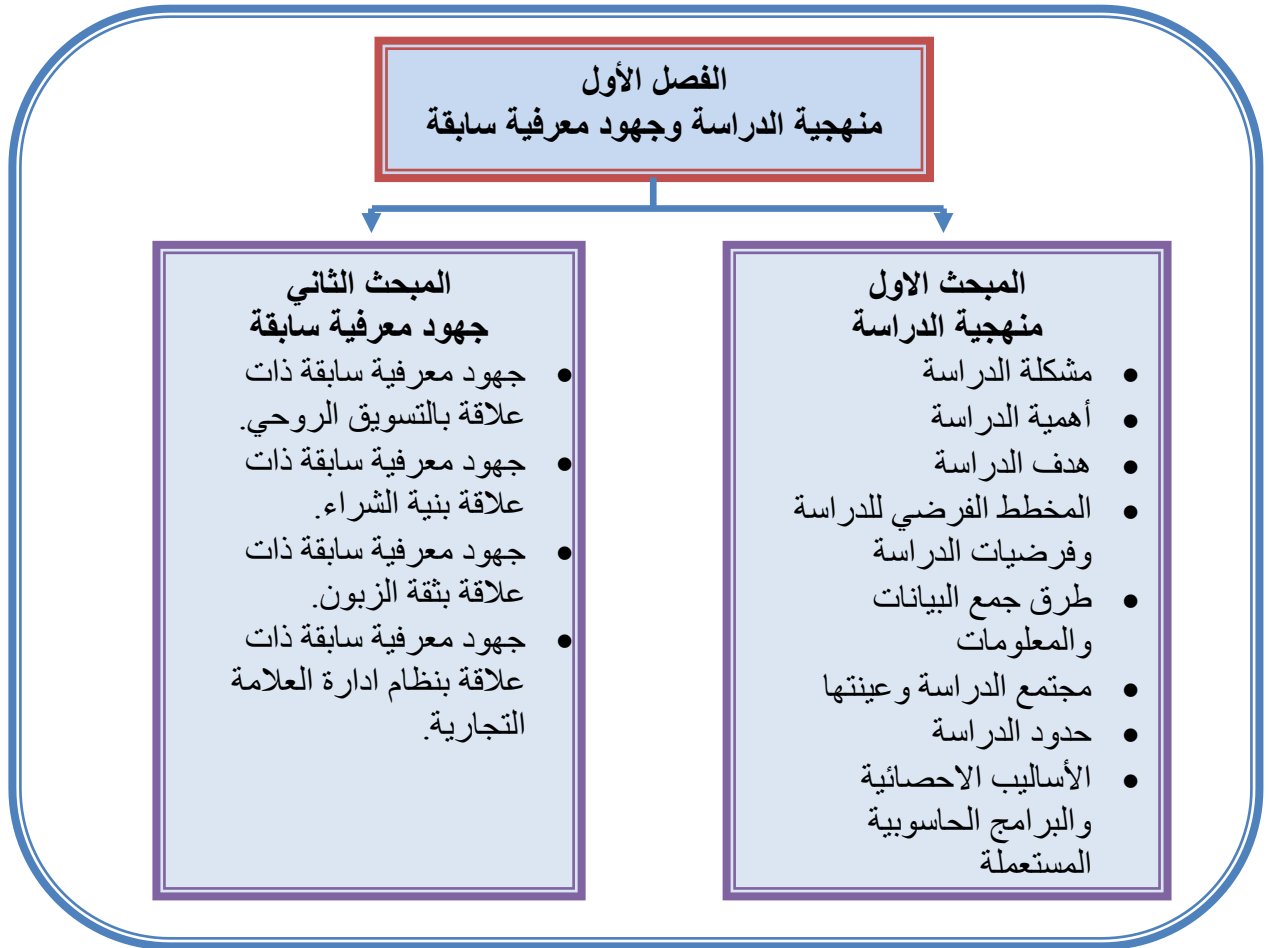 الفصل الأول
منهجية الدراسة وجهود معرفية سابقة
المبحث الاول
منهجية الدراسة
• مشكلة الدراسة
• أهمية الدراسة
• هدف الدراسة
• المخطط الفرضي للدراسة
وفرضيات الدراسة
• طرق جمع البيانات
والمعلومات
• مجتمع الدراسة وعينتها
• حدود الدراسة
• الأساليب الاحصائية
والبرامج الحاسوبية
المستعملة
المبحث الثاني
جهود معرفية سابقة
• جهود معرفية سابقة ذات
علاقة بالتسويق الروحي.
• جهود معرفية سابقة ذات
علاقة بنية الشراء.
• جهود معرفية سابقة ذات
علاقة بثقة الزبون.
• جهود معرفية سابقة ذات
علاقة بنظام ادارة العلامة
التجارية.